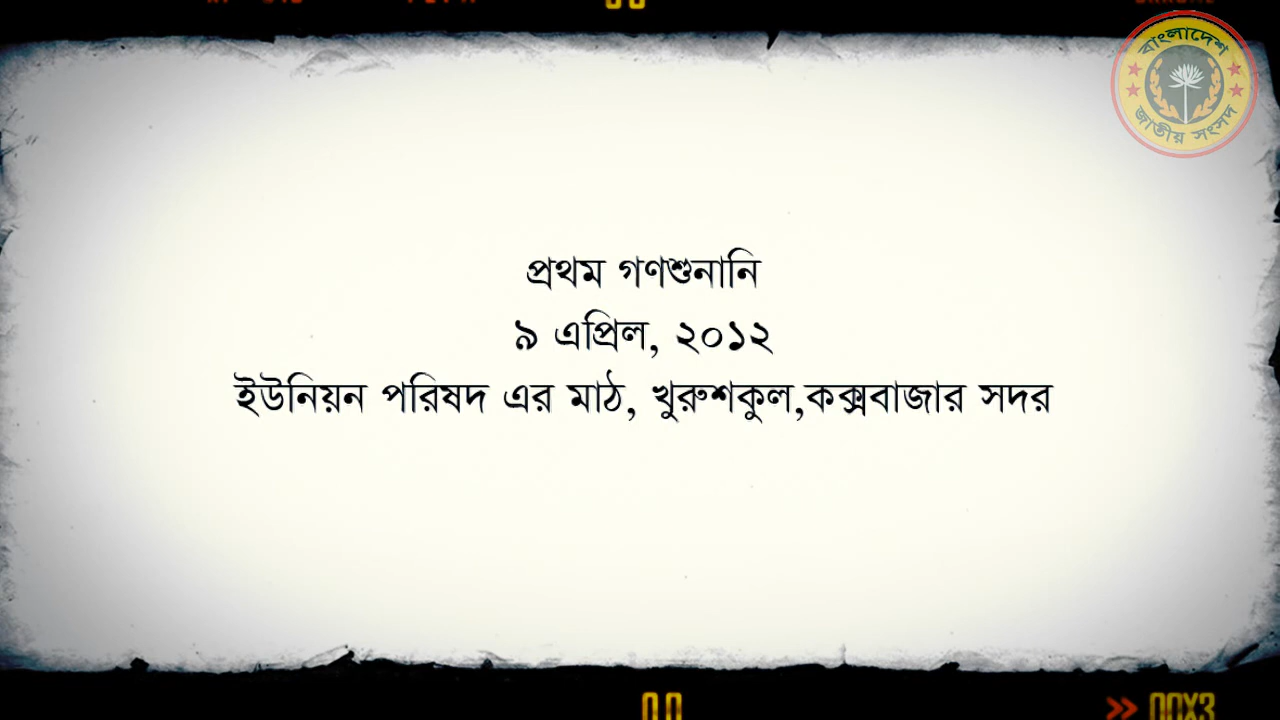 বাংলাদেশ
জাতীয় সংসদ
প্রথম গণশুনানি
৯ এপ্রিল, ২০১২
ইউনিয়ন পরিষদ এর মাঠ, খুরুশকুল,কক্সবাজার সদর